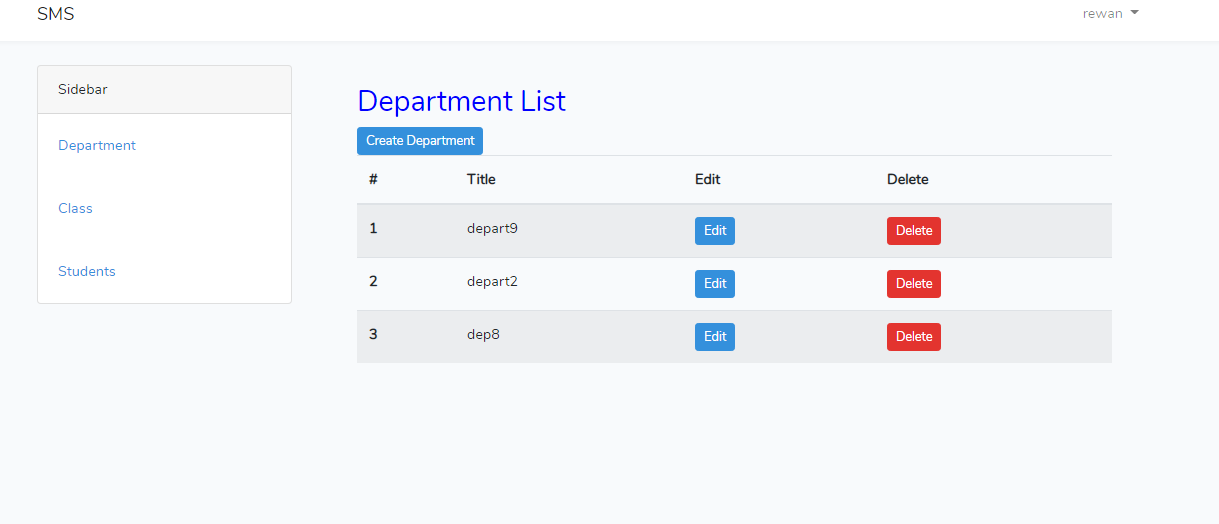 SMS
rewan
Sidebar
Department
Class
Students
Department List
Create Department
# Title Edit Delete
1 depart9 Edit Delete
2 depart2 Edit Delete
3 dep8 Edit Delete